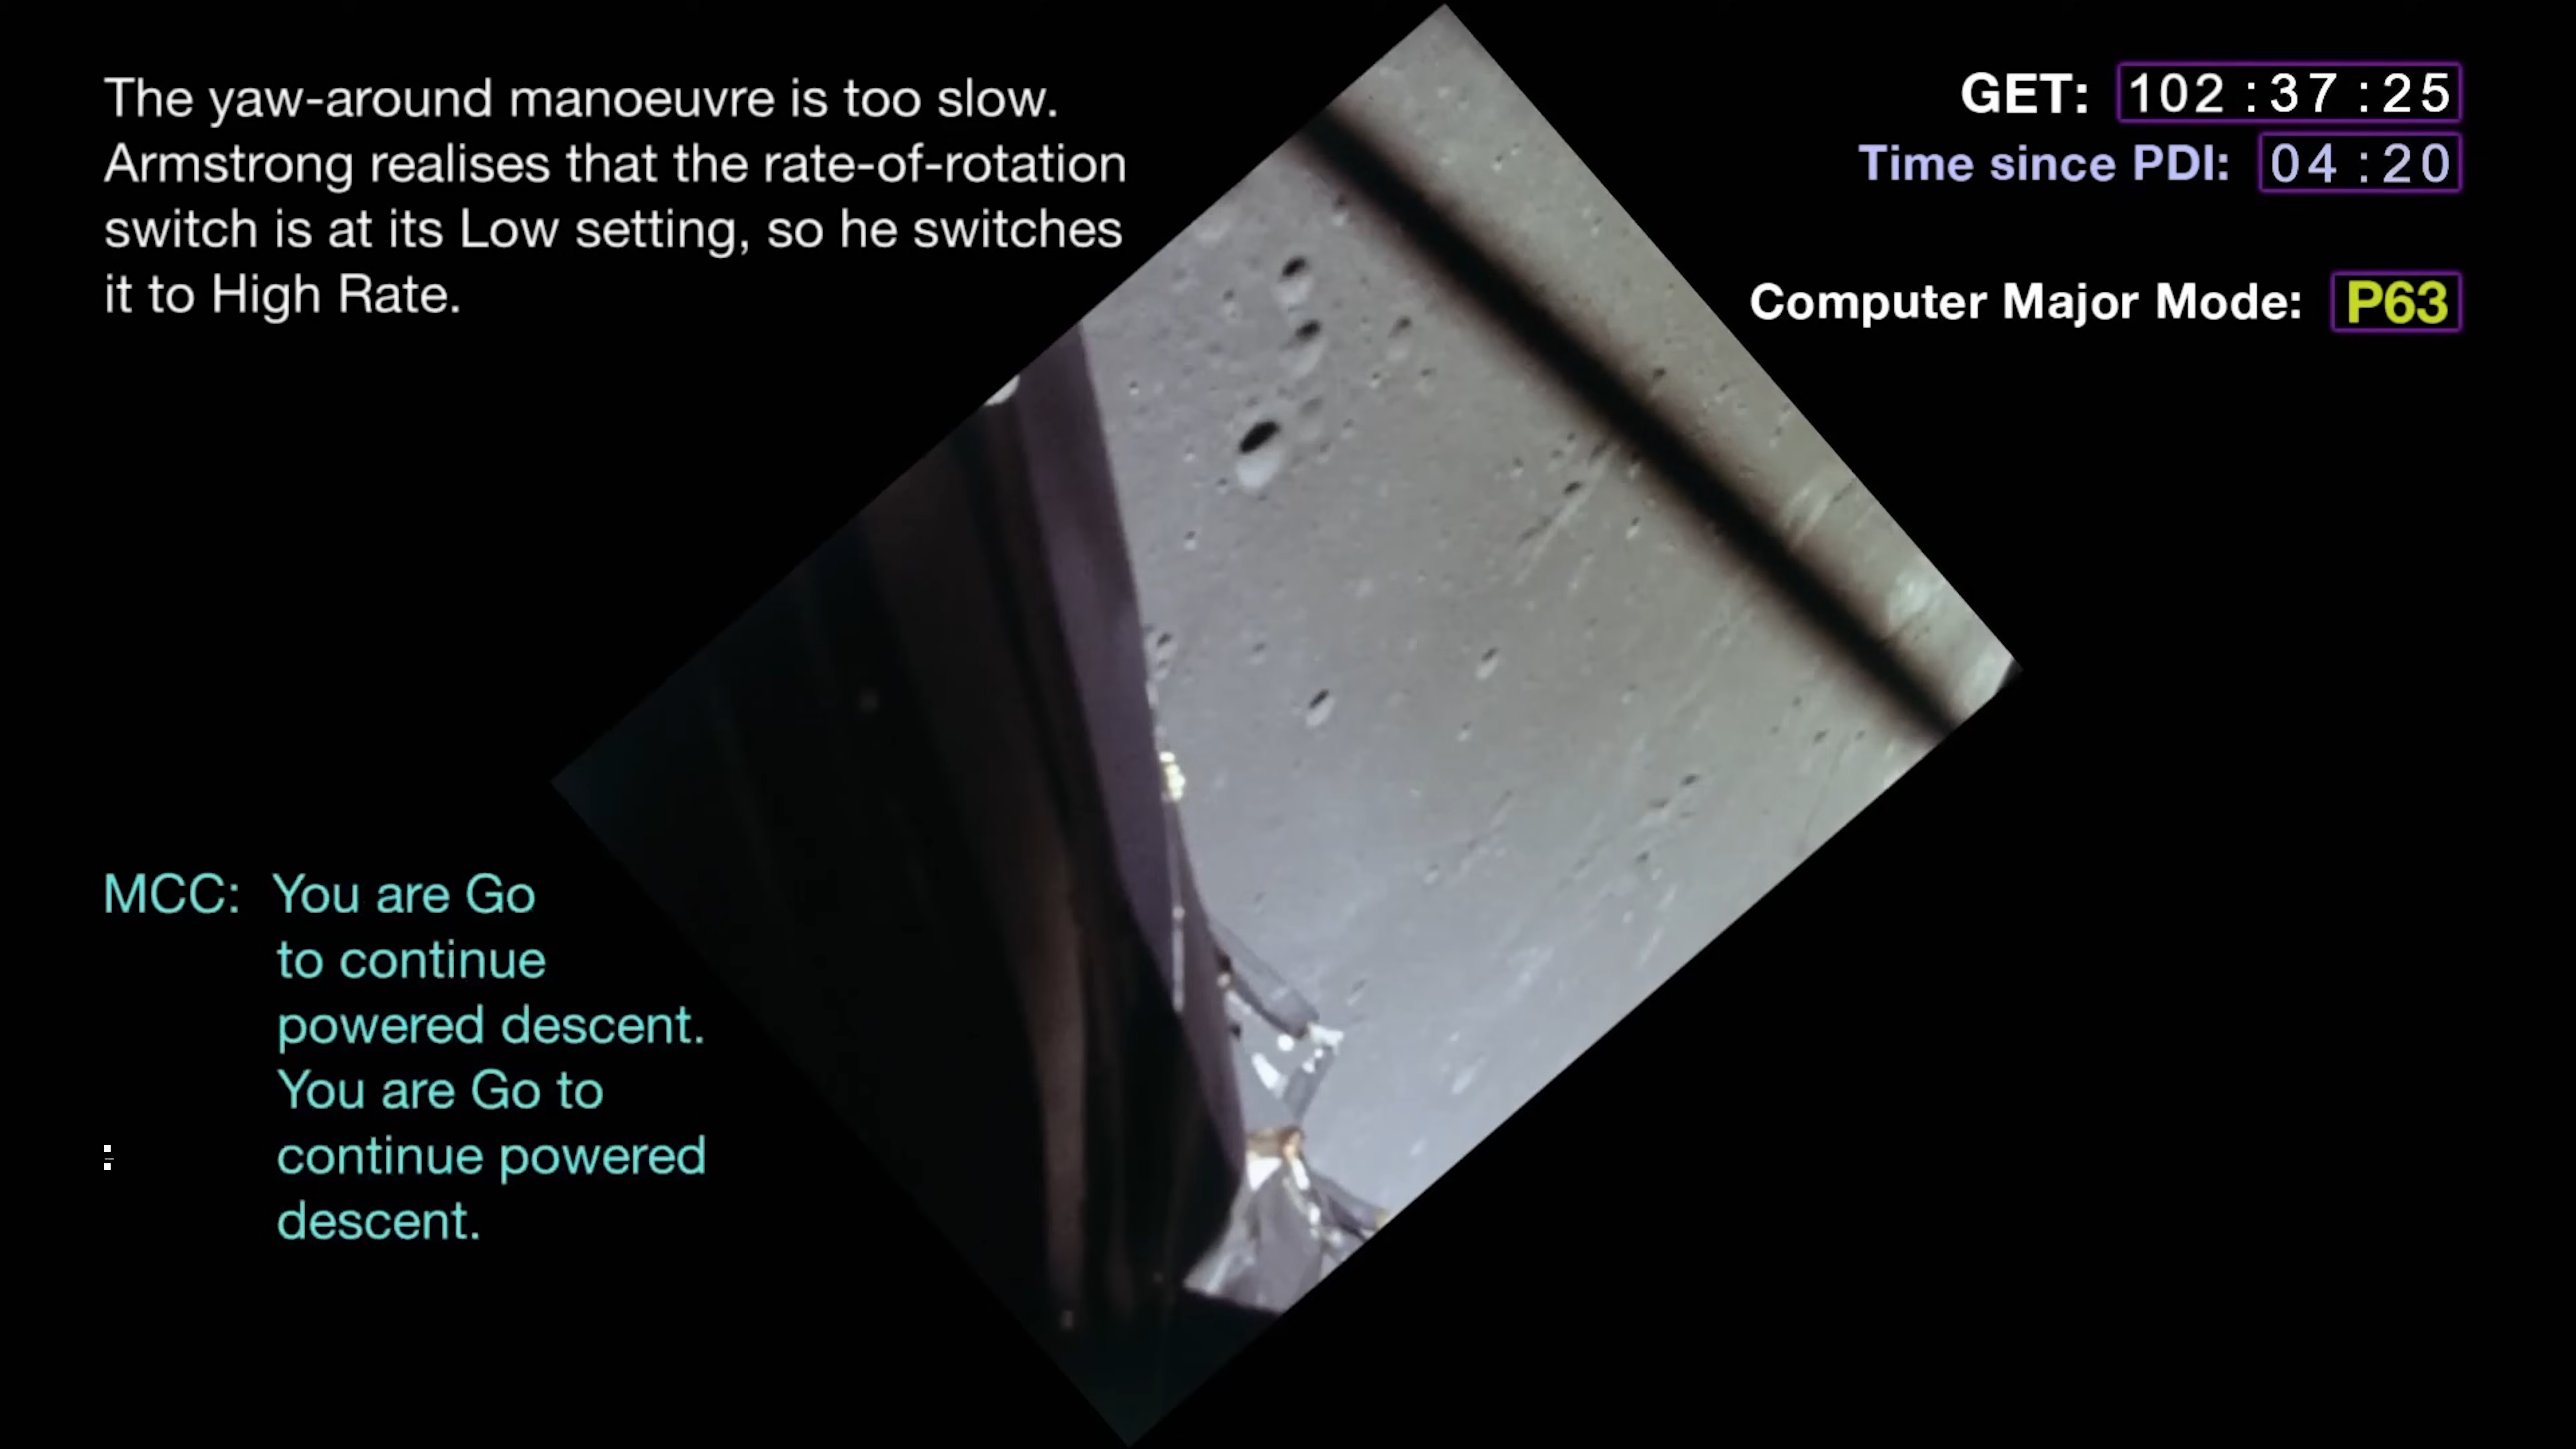 The yaw-around manoeuvre is too slow.
Armstrong realises that the rate-of-rotation
switch is at its Low setting, so he switches
it to High Rate.
GET: 102:37:25
Time since PDI: 04:20
Computer Major Mode: P63
MCC: You are Go
to continue
powered descent.
You are Go to
continue powered
descent.
: